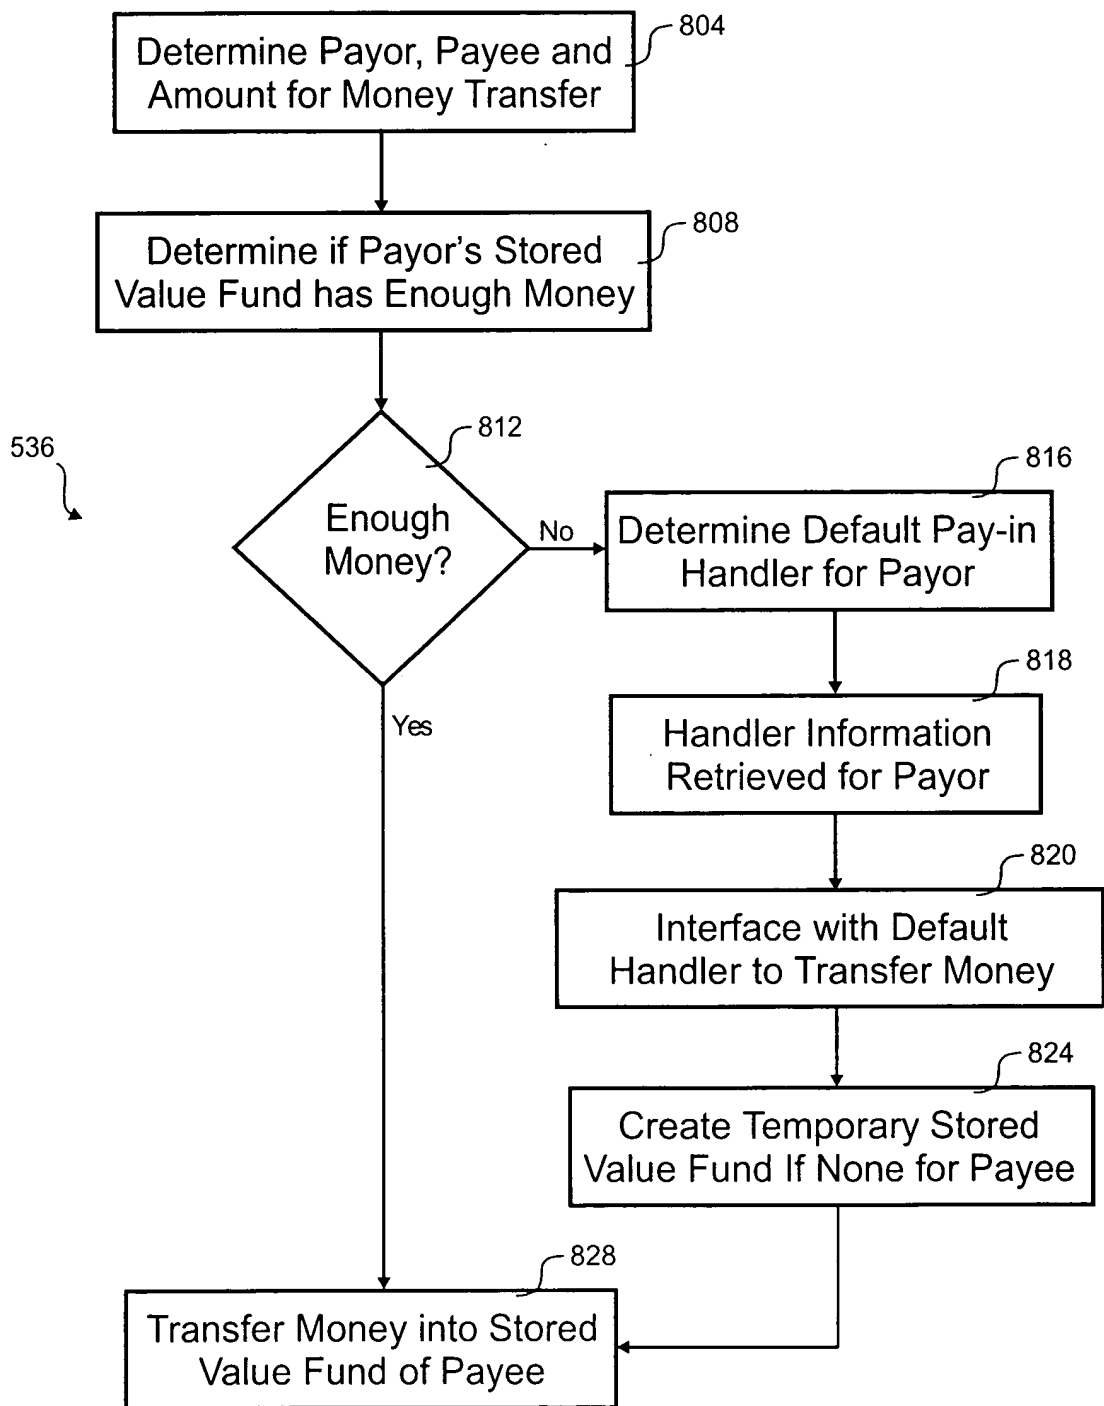 Determine Payor, Payee and
Amount for Money Transfer
804
Determine if Payor's Stored
Value Fund has Enough Money
808
536
Enough
Money?
812
No
Yes
Determine Default Pay-in
Handler for Payor
816
Handler Information
Retrieved for Payor
818
Interface with Default
Handler to Transfer Money
820
Create Temporary Stored
Value Fund If None for Payee
824
Transfer Money into Stored
Value Fund of Payee
828